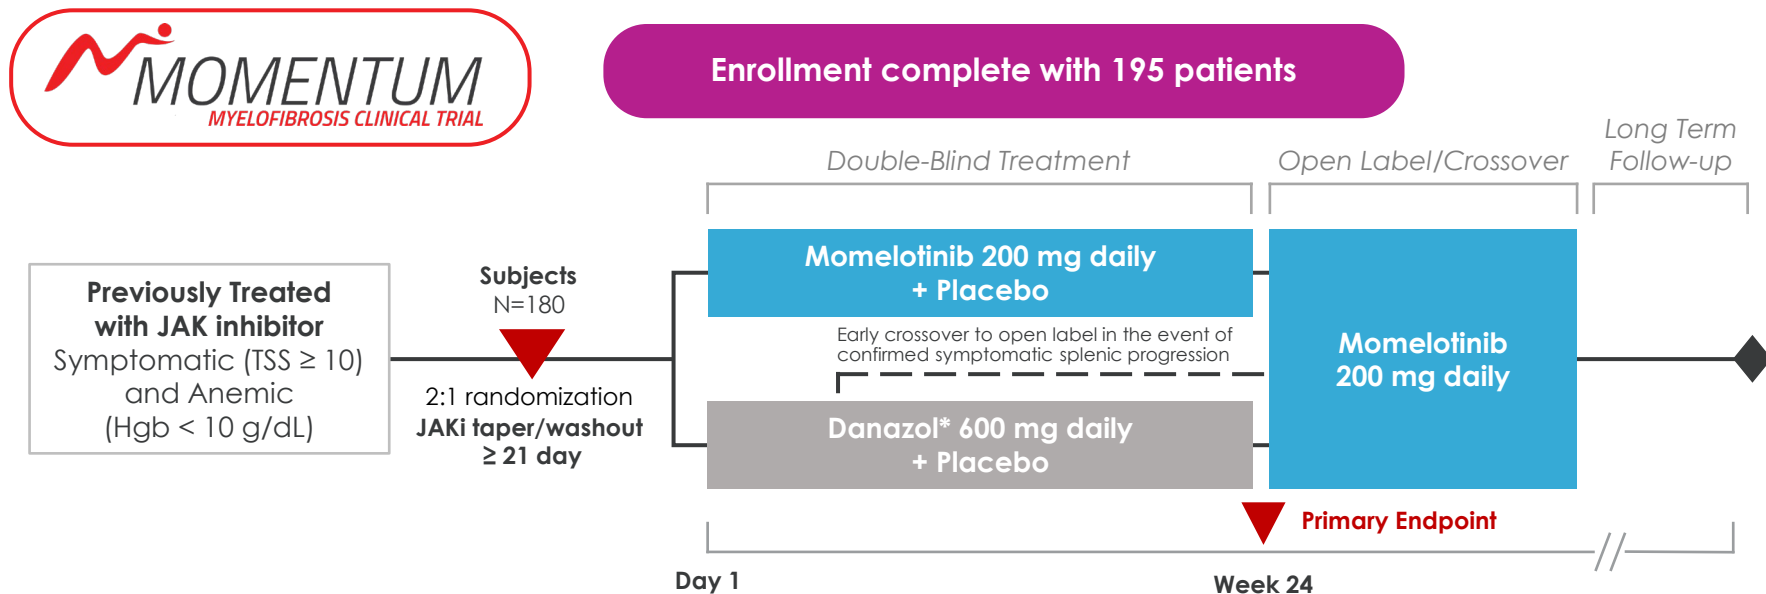 MOMENTUM
MYELOFIBROSIS CLINICAL TRIAL
Enrollment complete with 195 patients
Double-Blind Treatment
Open Label/Crossover
Long Term
Follow-up
Previously Treated
with JAK inhibitor
Symptomatic (TSS ≥ 10)
and Anemic
(Hgb < 10 g/dL)
Subjects
N=180
2:1 randomization
JAKi taper/washout
≥ 21 day
Momelotinib 200 mg daily
+ Placebo
Early crossover to open label in the event of
confirmed symptomatic splenic progression
Danazol* 600 mg daily
+ Placebo
Momelotinib
200 mg daily
Primary Endpoint
Day 1
Week 24